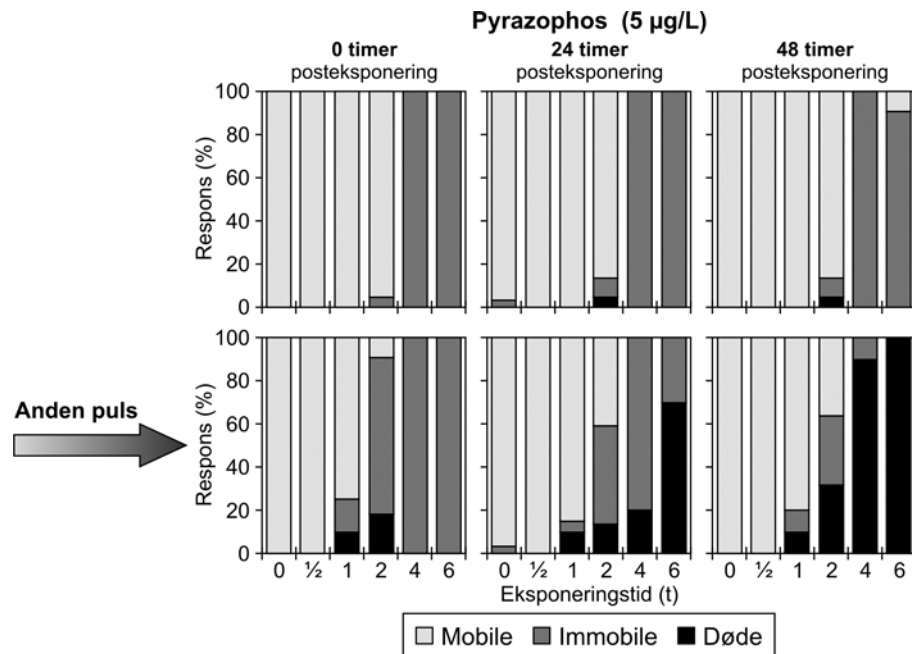 Pyrazophos (5 µg/L)
0 timer
posteksponering
24 timer
posteksponering
48 timer
posteksponering
Respons (%)
100
80
60
40
20
0
Anden puls
Respons (%)
100
80
60
40
20
0
0 ½ 1 2 4 6
0 ½ 1 2 4 6
0 ½ 1 2 4 6
Eksponeringstid (t)
Mobile Immobile Døde